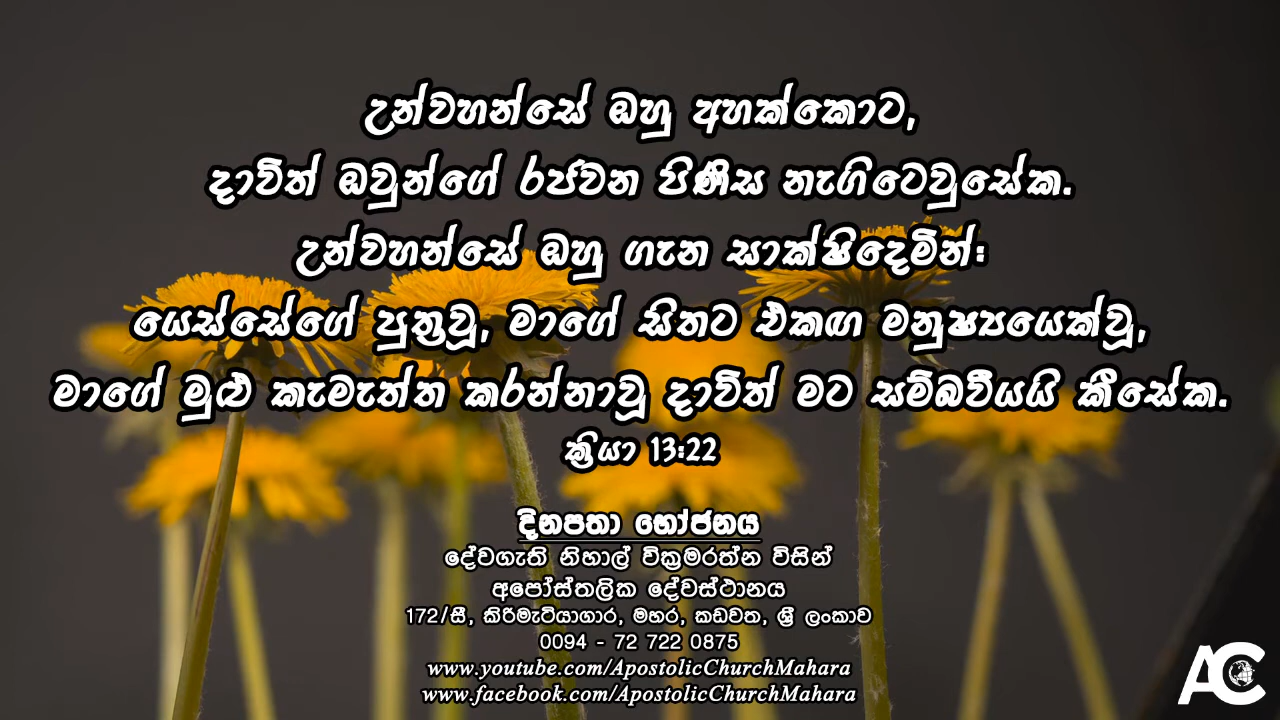 උන්වහන්සේ ඔහු අහක්කොට,
දාවිත් ඔවුන්ගේ රජවන පිණිස නැගිටෙවුසේක.
උන්වහන්සේ ඔහු ගැන සාක්ෂිදෙමින්:
යෙස්සේගේ පුත්‍රවූ, මාගේ සිතට එකඟ මනුෂ්‍යයෙක්වූ,
මාගේ මුළු කැමැත්ත කරන්නාවූ දාවිත් මට සම්බවීයයි කීසේක.
ක්‍රියා 13:22
දිනපතා භෝජනය
දේවගැති නිහාල් වික්‍රමරත්න විසින්
අපෝස්තලික දේවස්ථානය
172/සී, කිරිමැටියාගාර, මහර, කඩවත, ශ්‍රී ලංකාව
0094 - 72 722 0875
www.youtube.com/ApostolicChurchMahara
www.facebook.com/ApostolicChurchMahara
AC